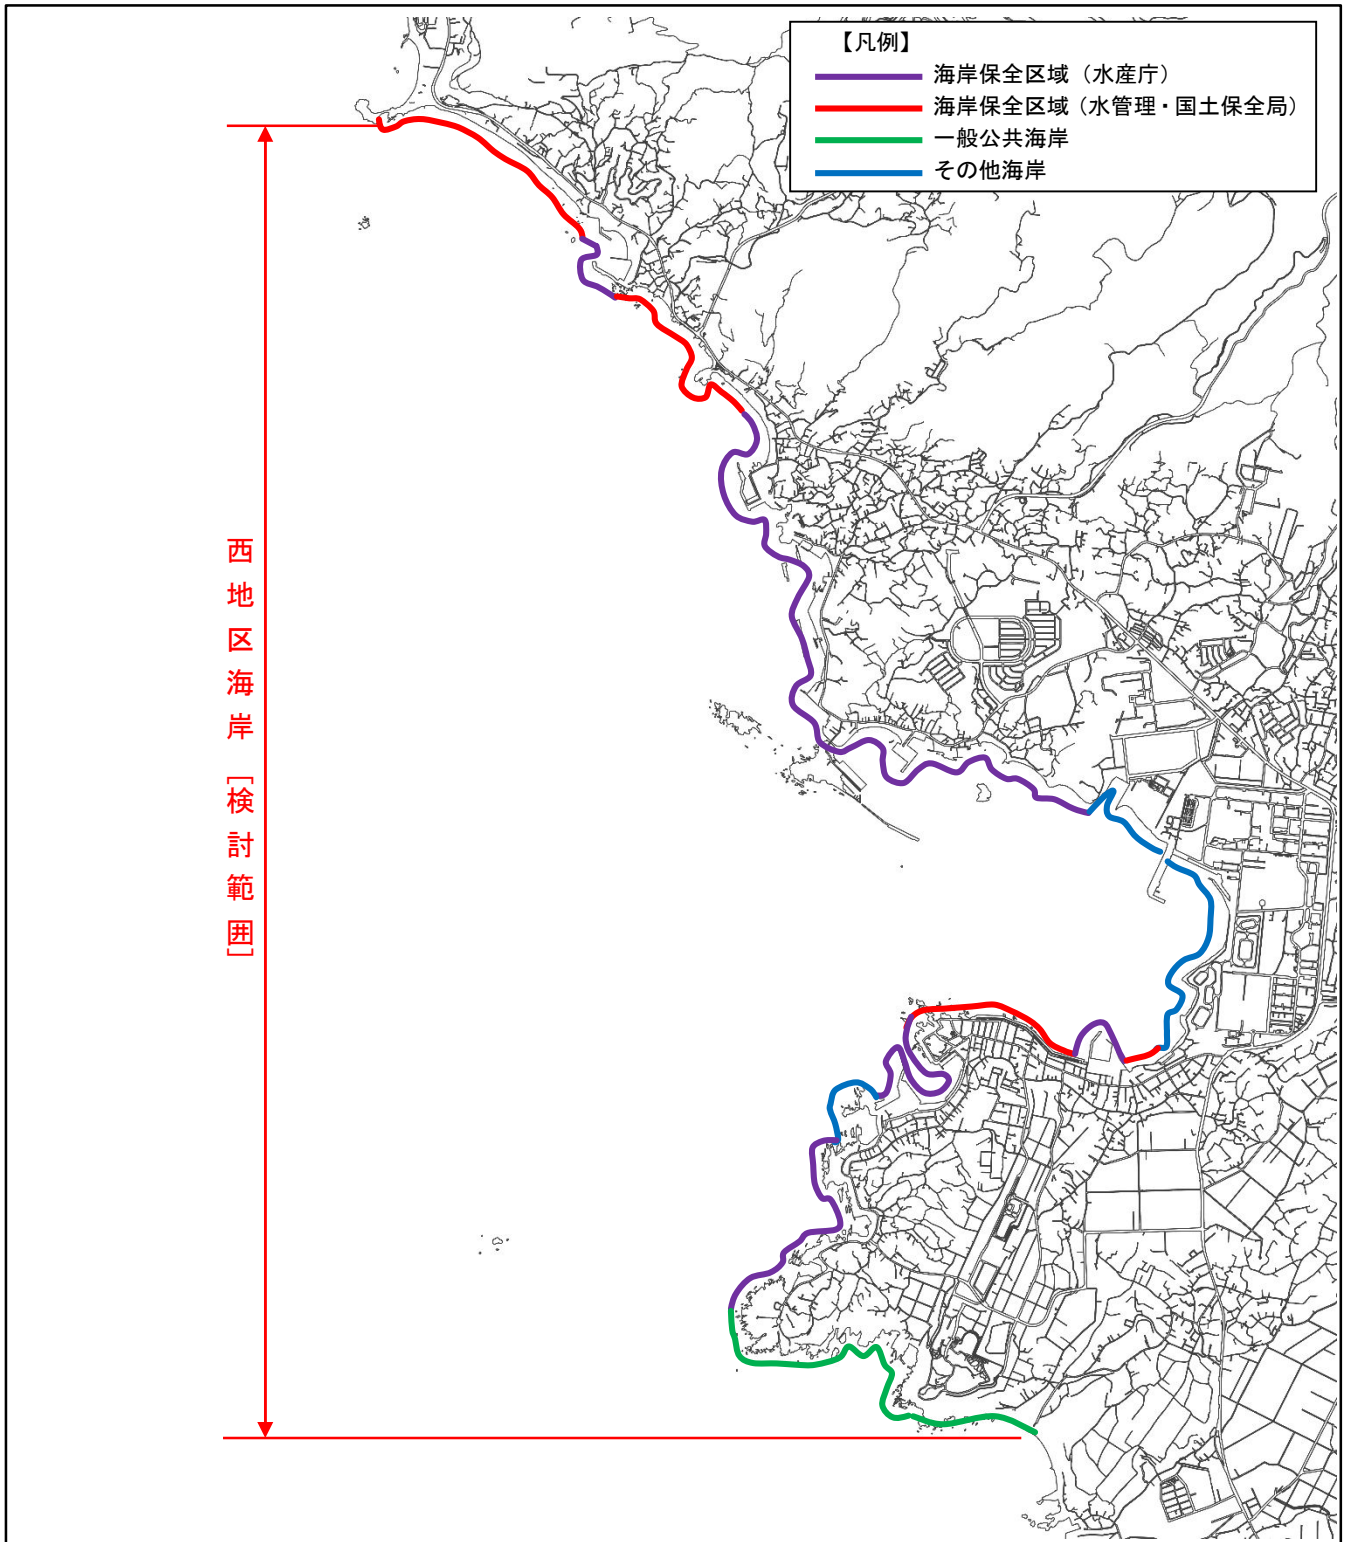 【凡例】
海岸保全区域（水産庁）
海岸保全区域（水管理・国土保全局）
一般公共海岸
その他海岸
西地区海岸［検討範囲］